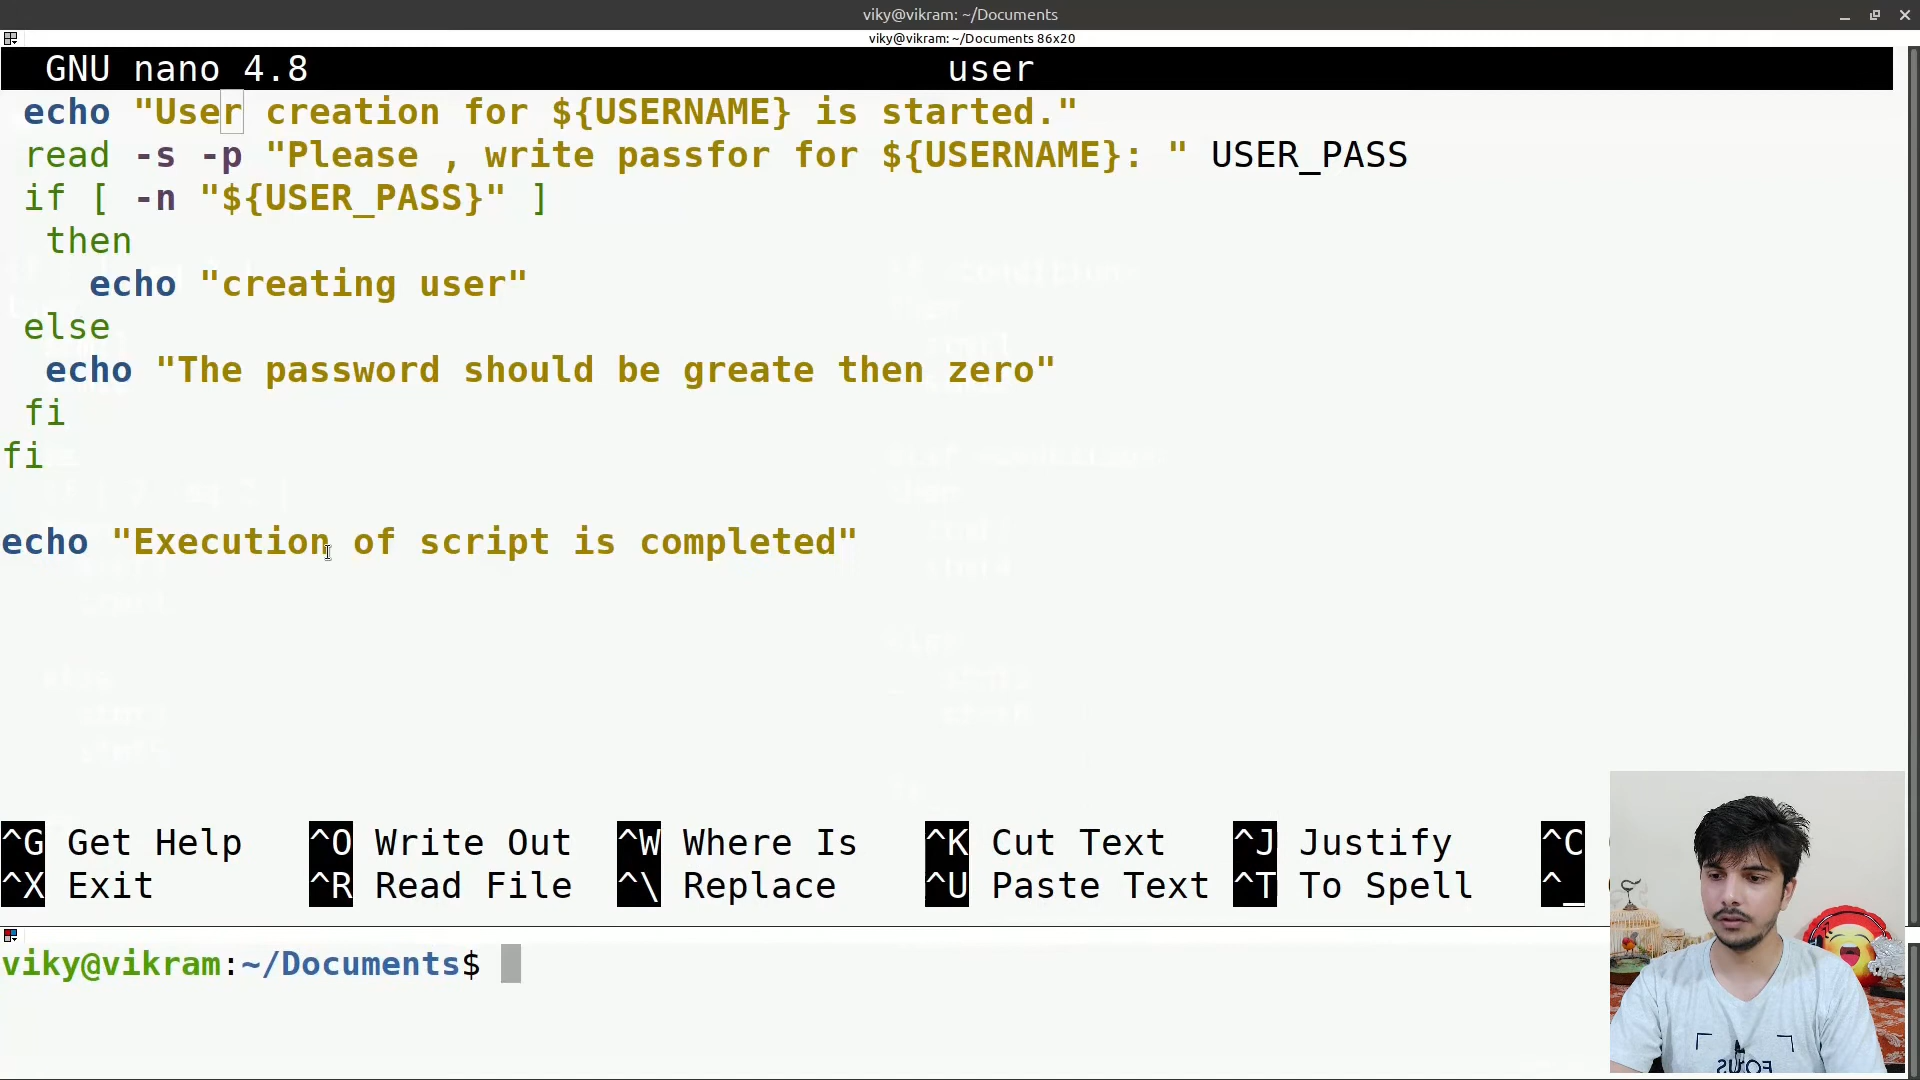 viky@vikram: ~/Documents
viky@vikram: ~/Documents 86x20
GNU nano 4.8 user
echo "User creation for ${USERNAME} is started."
read -s -p "Please , write passfor for ${USERNAME}: " USER_PASS
if [ -n "${USER_PASS}" ]
then
echo "creating user"
else
echo "The password should be greate then zero"
fi
fi
echo "Execution of script is completed"
^G Get Help ^O Write Out ^W Where Is ^K Cut Text ^J Justify ^C
^X Exit ^R Read File ^\ Replace ^U Paste Text ^T To Spell ^_
viky@vikram:~/Documents$